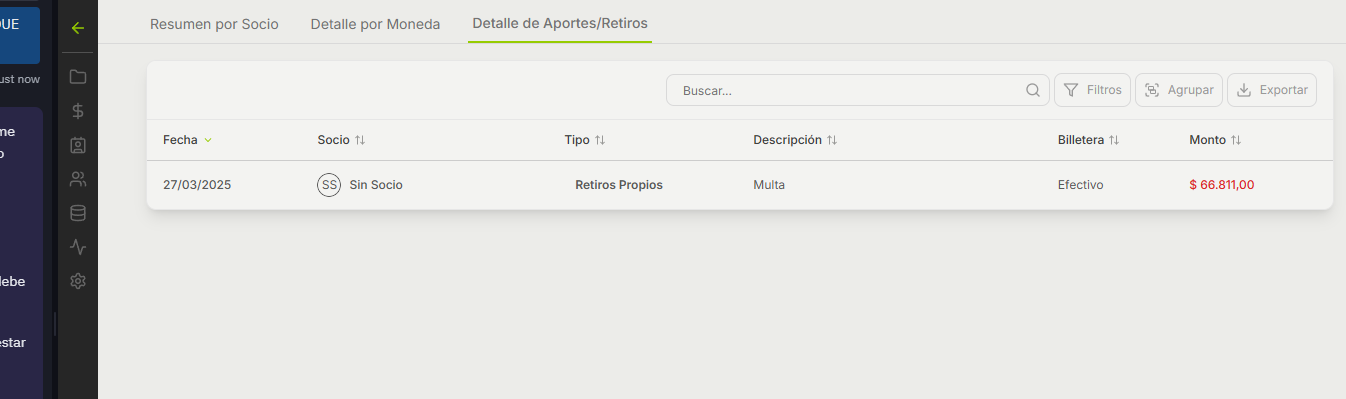 UE
Resumen por Socio
Detalle por Moneda
Detalle de Aportes/Retiros
ust now
Buscar...
Filtros
Agrupar
Exportar
me
o
Fecha Socio Tipo Descripción Billetera Monto
27/03/2025 SS Sin Socio Retiros Propios Multa Efectivo $ 66.811,00
debe
estar